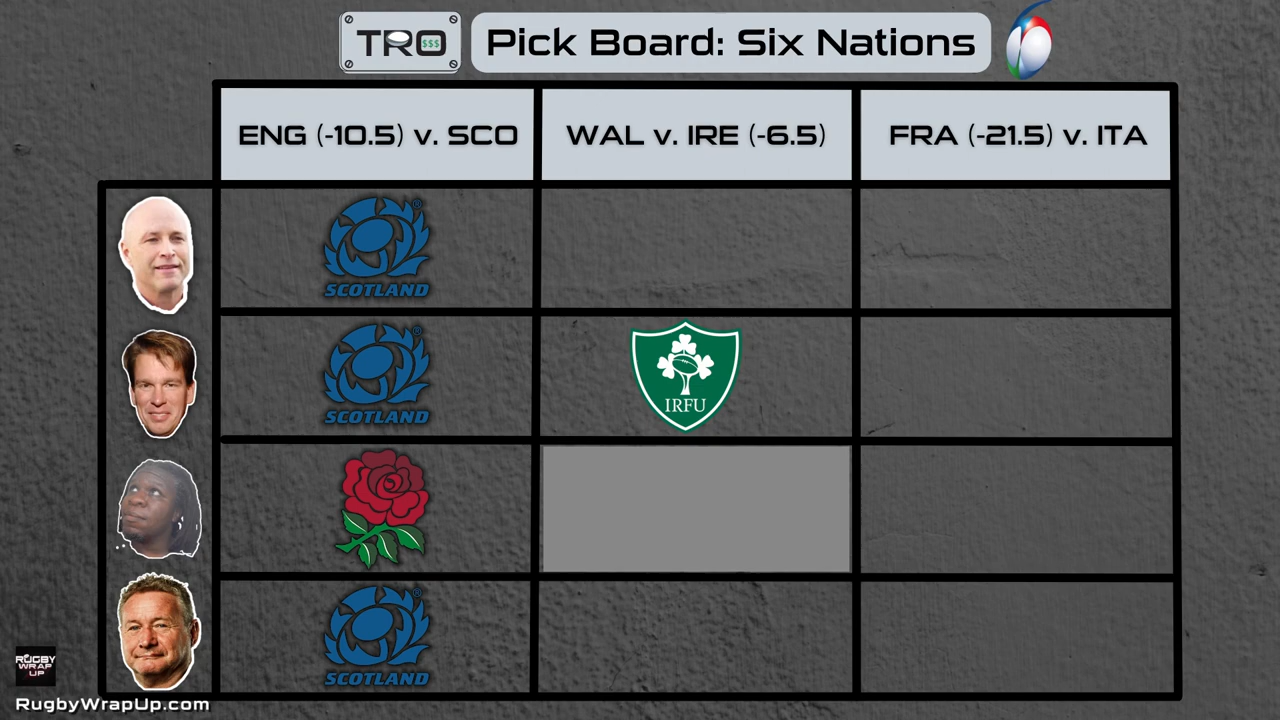 TRO $$$
Pick Board: Six Nations
ENG (-10.5) v. SCO
WAL v. IRE (-6.5)
FRA (-21.5) v. ITA
®
SCOTLAND
®
SCOTLAND
IRFU
®
SCOTLAND
RUGBY
WRAP
UP
RugbyWrapUp.com